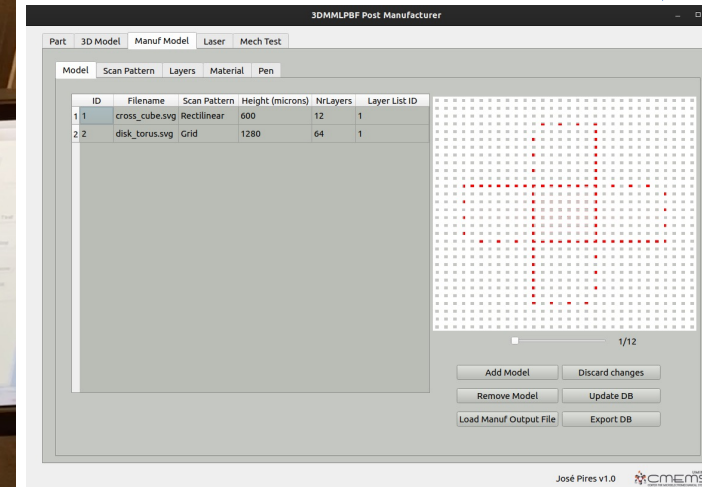 3DMMLPBF Post Manufacturer
Part 3D Model Manuf Model Laser Mech Test
Model Scan Pattern Layers Material Pen
ID Filename Scan Pattern Height (microns) NrLayers Layer List ID
1 1 cross_cube.svg Rectilinear 600 12 1
2 2 disk_torus.svg Grid 1280 64 1
1/12
Add Model Discard changes
Remove Model Update DB
Load Manuf Output File Export DB
José Pires v1.0 CMEMS